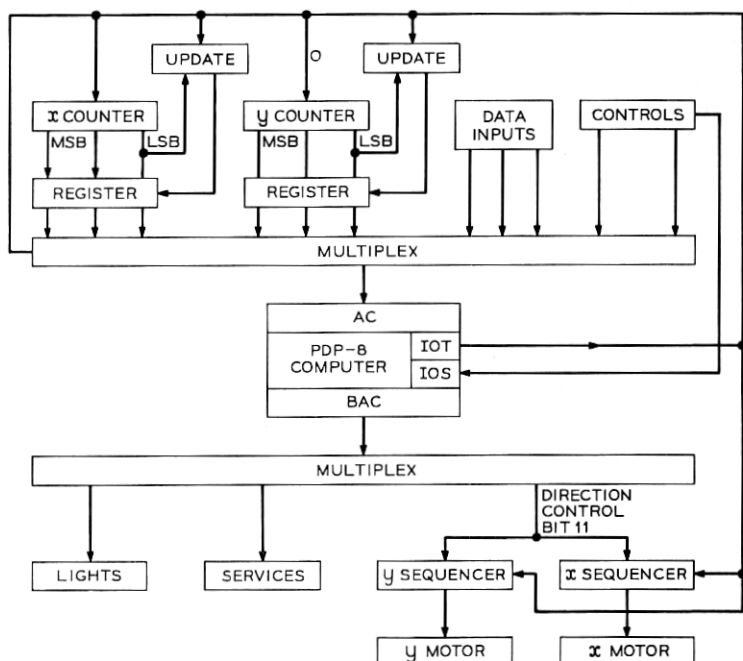 UPDATE
UPDATE
O
x COUNTER
y COUNTER
DATA
INPUTS
CONTROLS
MSB
LSB
MSB
LSB
REGISTER
REGISTER
MULTIPLEX
AC
PDP-8
COMPUTER
IOT
IOS
BAC
MULTIPLEX
DIRECTION
CONTROL
BIT 11
LIGHTS
SERVICES
y SEQUENCER
x SEQUENCER
y MOTOR
x MOTOR